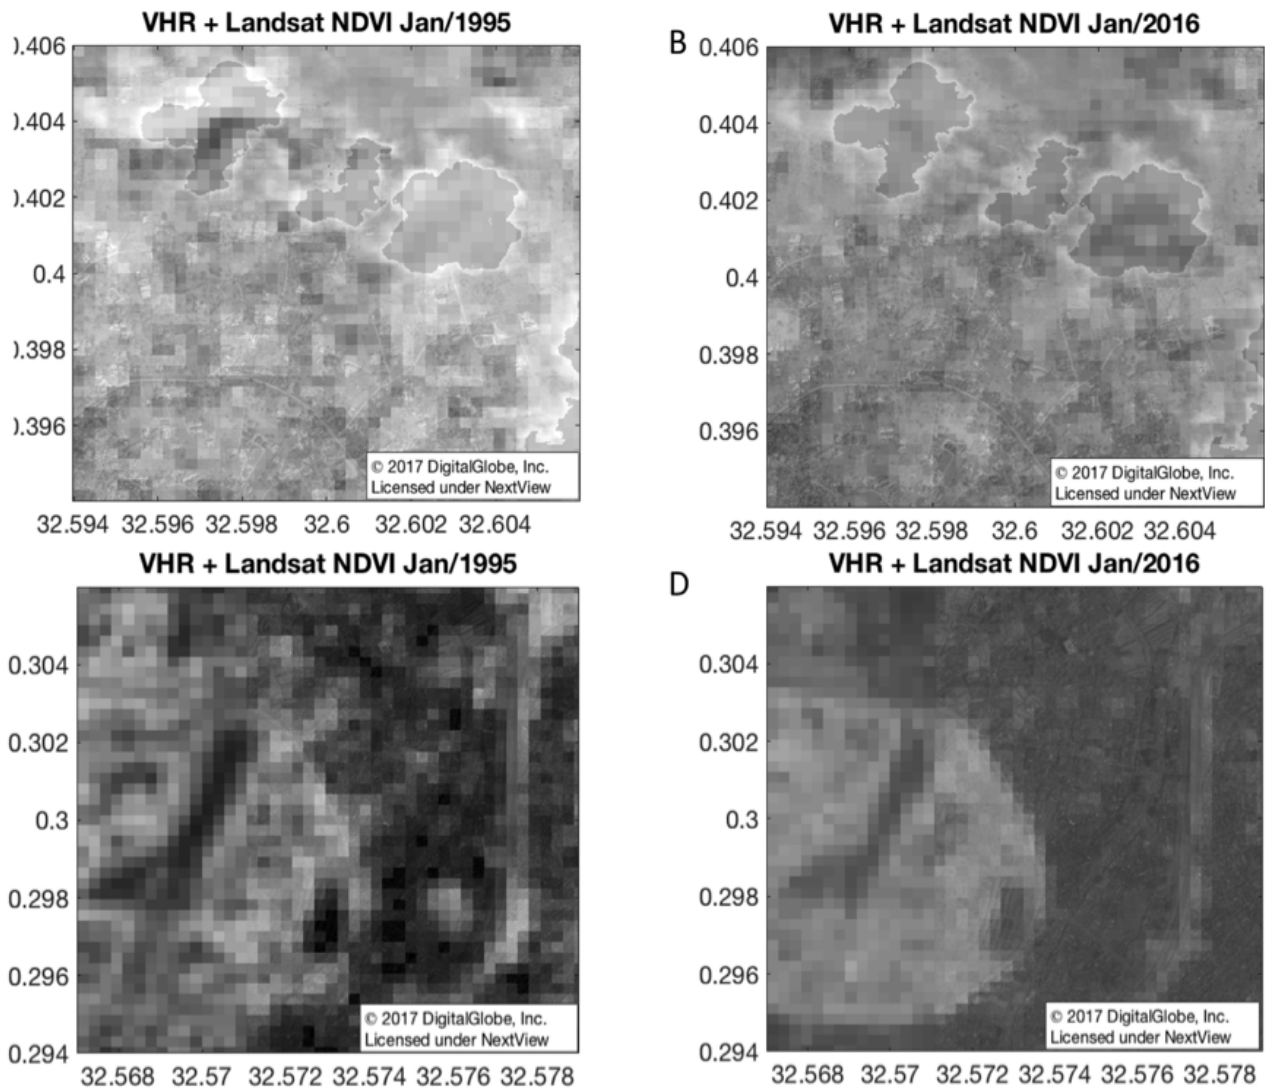 VHR + Landsat NDVI Jan/1995
).406
).404
).402
0.4
).398
).396
© 2017 DigitalGlobe, Inc.
Licensed under NextView
32.594 32.596 32.598 32.6 32.602 32.604
B
VHR + Landsat NDVI Jan/2016
0.406
0.404
0.402
0.4
0.398
0.396
© 2017 DigitalGlobe, Inc.
Licensed under NextView
32.594 32.596 32.598 32.6 32.602 32.604
VHR + Landsat NDVI Jan/1995
0.304
0.302
0.3
0.298
0.296
0.294
© 2017 DigitalGlobe, Inc.
Licensed under NextView
32.568 32.57 32.572 32.574 32.576 32.578
D
VHR + Landsat NDVI Jan/2016
0.304
0.302
0.3
0.298
0.296
0.294
© 2017 DigitalGlobe, Inc.
Licensed under NextView
32.568 32.57 32.572 32.574 32.576 32.578